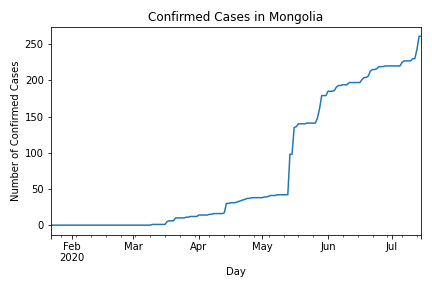 Confirmed Cases in Mongolia
Number of Confirmed Cases
250
200
150
100
50
0
Feb Mar Apr May Jun Jul
2020
Day